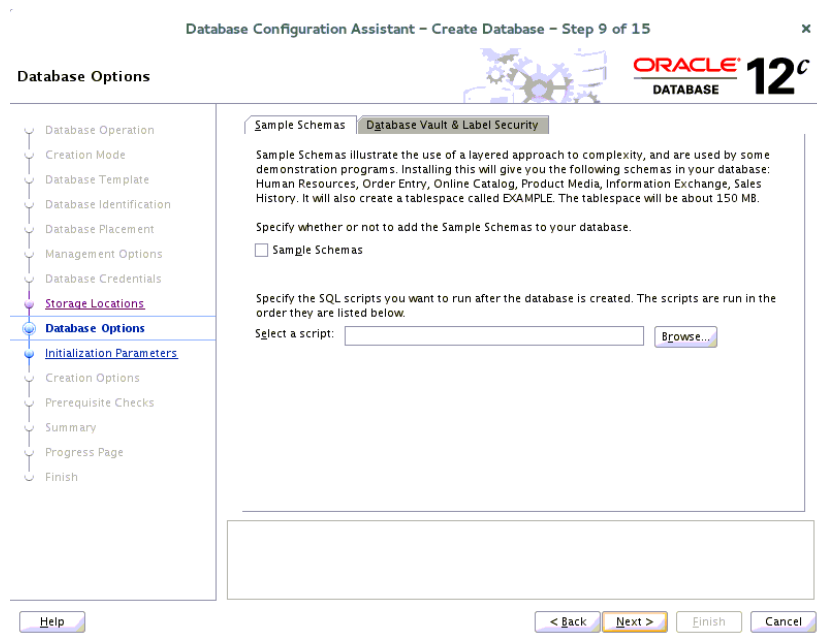 Database Configuration Assistant – Create Database – Step 9 of 15
Database Options
ORACLE
DATABASE
12c
Database Operation
Creation Mode
Database Template
Database Identification
Database Placement
Management Options
Database Credentials
Storage Locations
Database Options
Initialization Parameters
Creation Options
Prerequisite Checks
Summary
Progress Page
Finish
Sample Schemas
Database Vault & Label Security
Sample Schemas illustrate the use of a layered approach to complexity, and are used by some
demonstration programs. Installing this will give you the following schemas in your database:
Human Resources, Order Entry, Online Catalog, Product Media, Information Exchange, Sales
History. It will also create a tablespace called EXAMPLE. The tablespace will be about 150 MB.
Specify whether or not to add the Sample Schemas to your database.
Sample Schemas
Specify the SQL scripts you want to run after the database is created. The scripts are run in the
order they are listed below.
Select a script:
Browse...
Help
< Back
Next >
Finish
Cancel